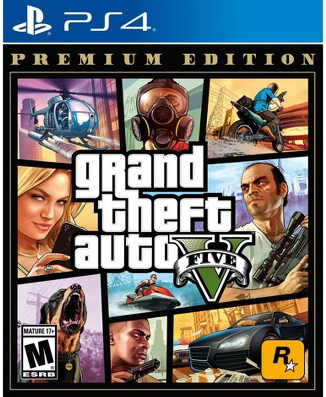 PS4
PREMIUM EDITION
grand
theft
auto
V
FIVE
MATURE 17+
M
ESRB
R